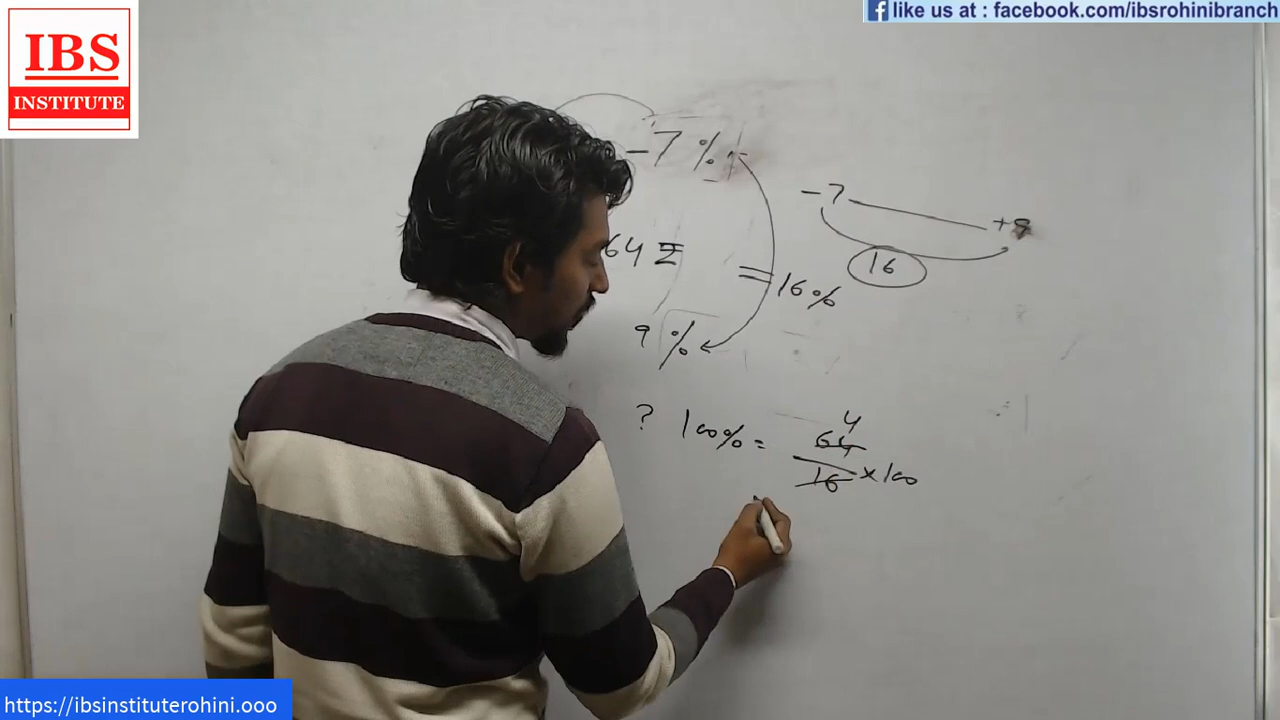 like us at : facebook.com/ibsrohinibranch
IBS
INSTITUTE
-7 %
-7 +9
16
64 ₹
= 16%
9 %
? 100% = 64/16 × 100
4
https://ibsinstituterohini.ooo